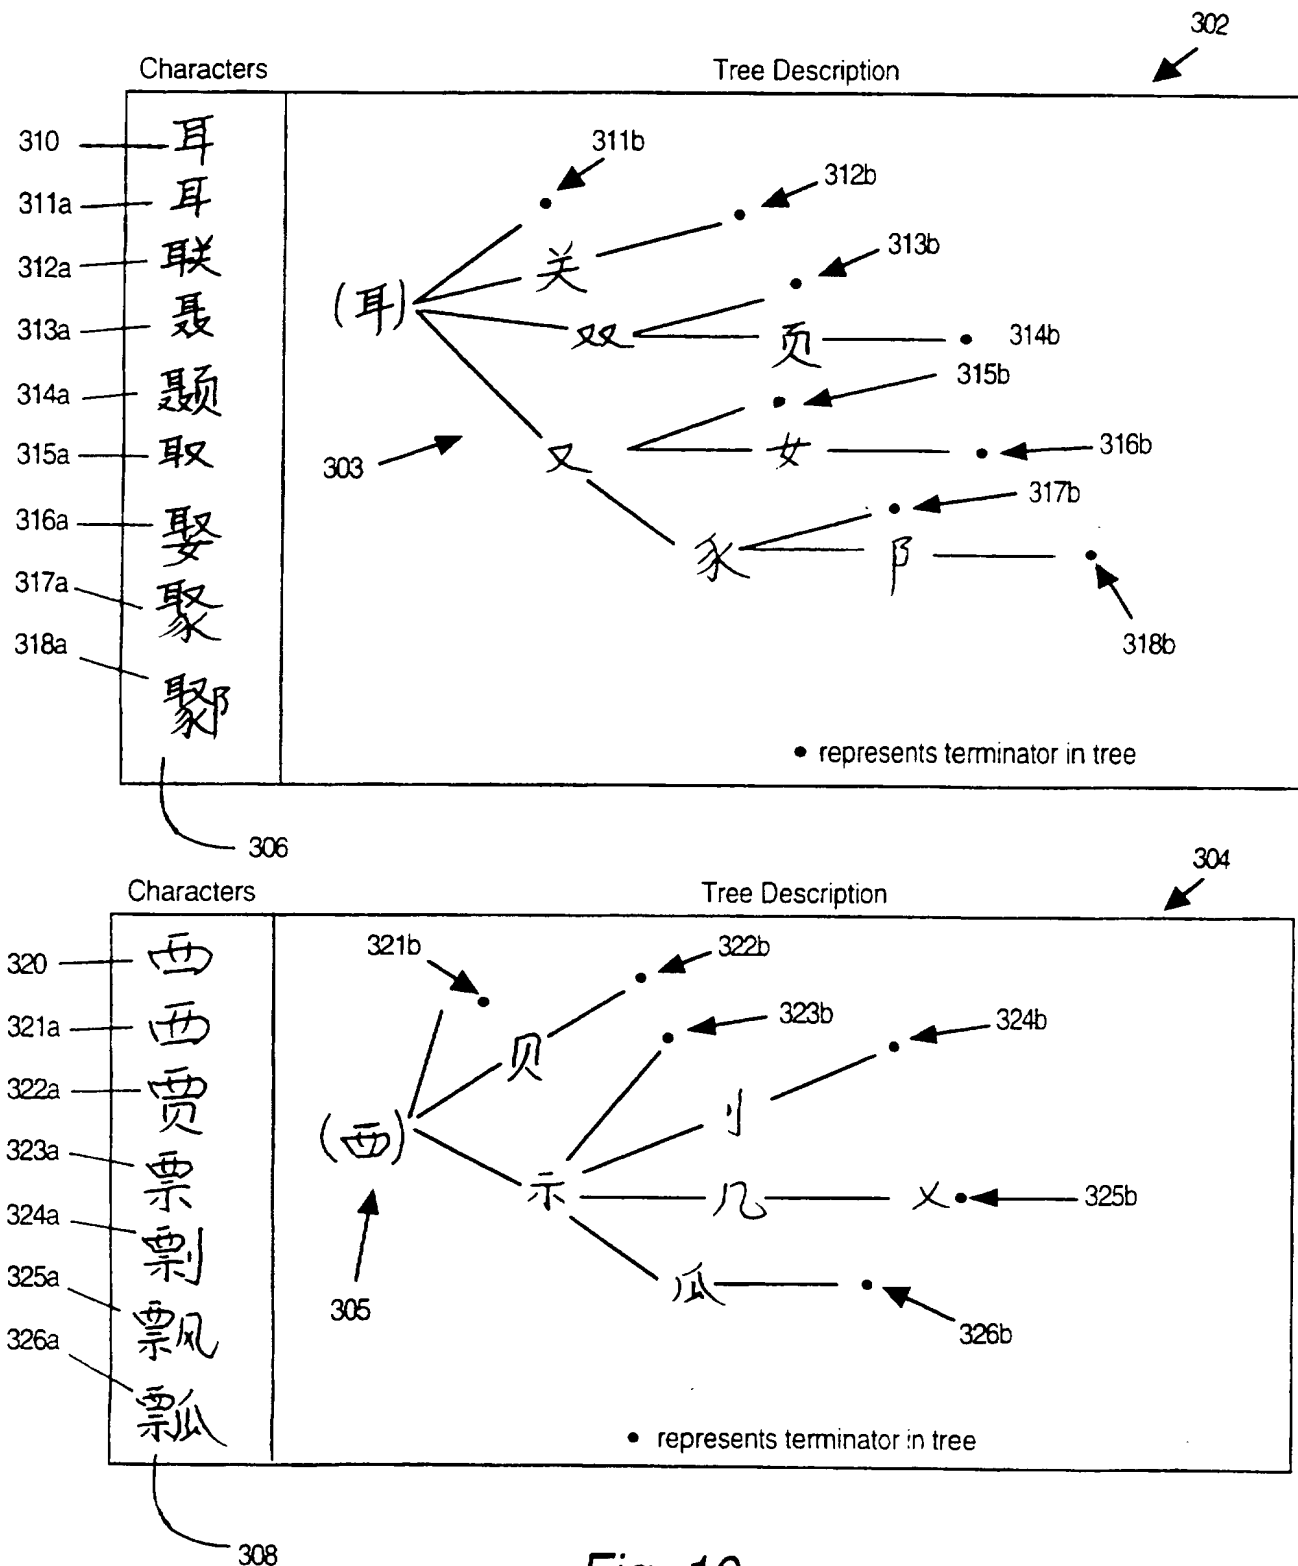 302
Characters Tree Description
310 耳
311a 耳
312a 联
313a 聂
314a 颞
315a 取
316a 娶
317a 聚
318a
306
311b
312b
关
313b
(耳)
双 页 314b
315b
303 又 女 316b
317b
豕 阝
318b
• represents terminator in tree
304
Characters Tree Description
320 西
321a 西
322a 贾
323a 票
324a 剽
325a 飘
326a 瓢
308
321b 322b
323b 324b
贝
(西) 刂
示 几 㐅 325b
305 瓜
326b
• represents terminator in tree